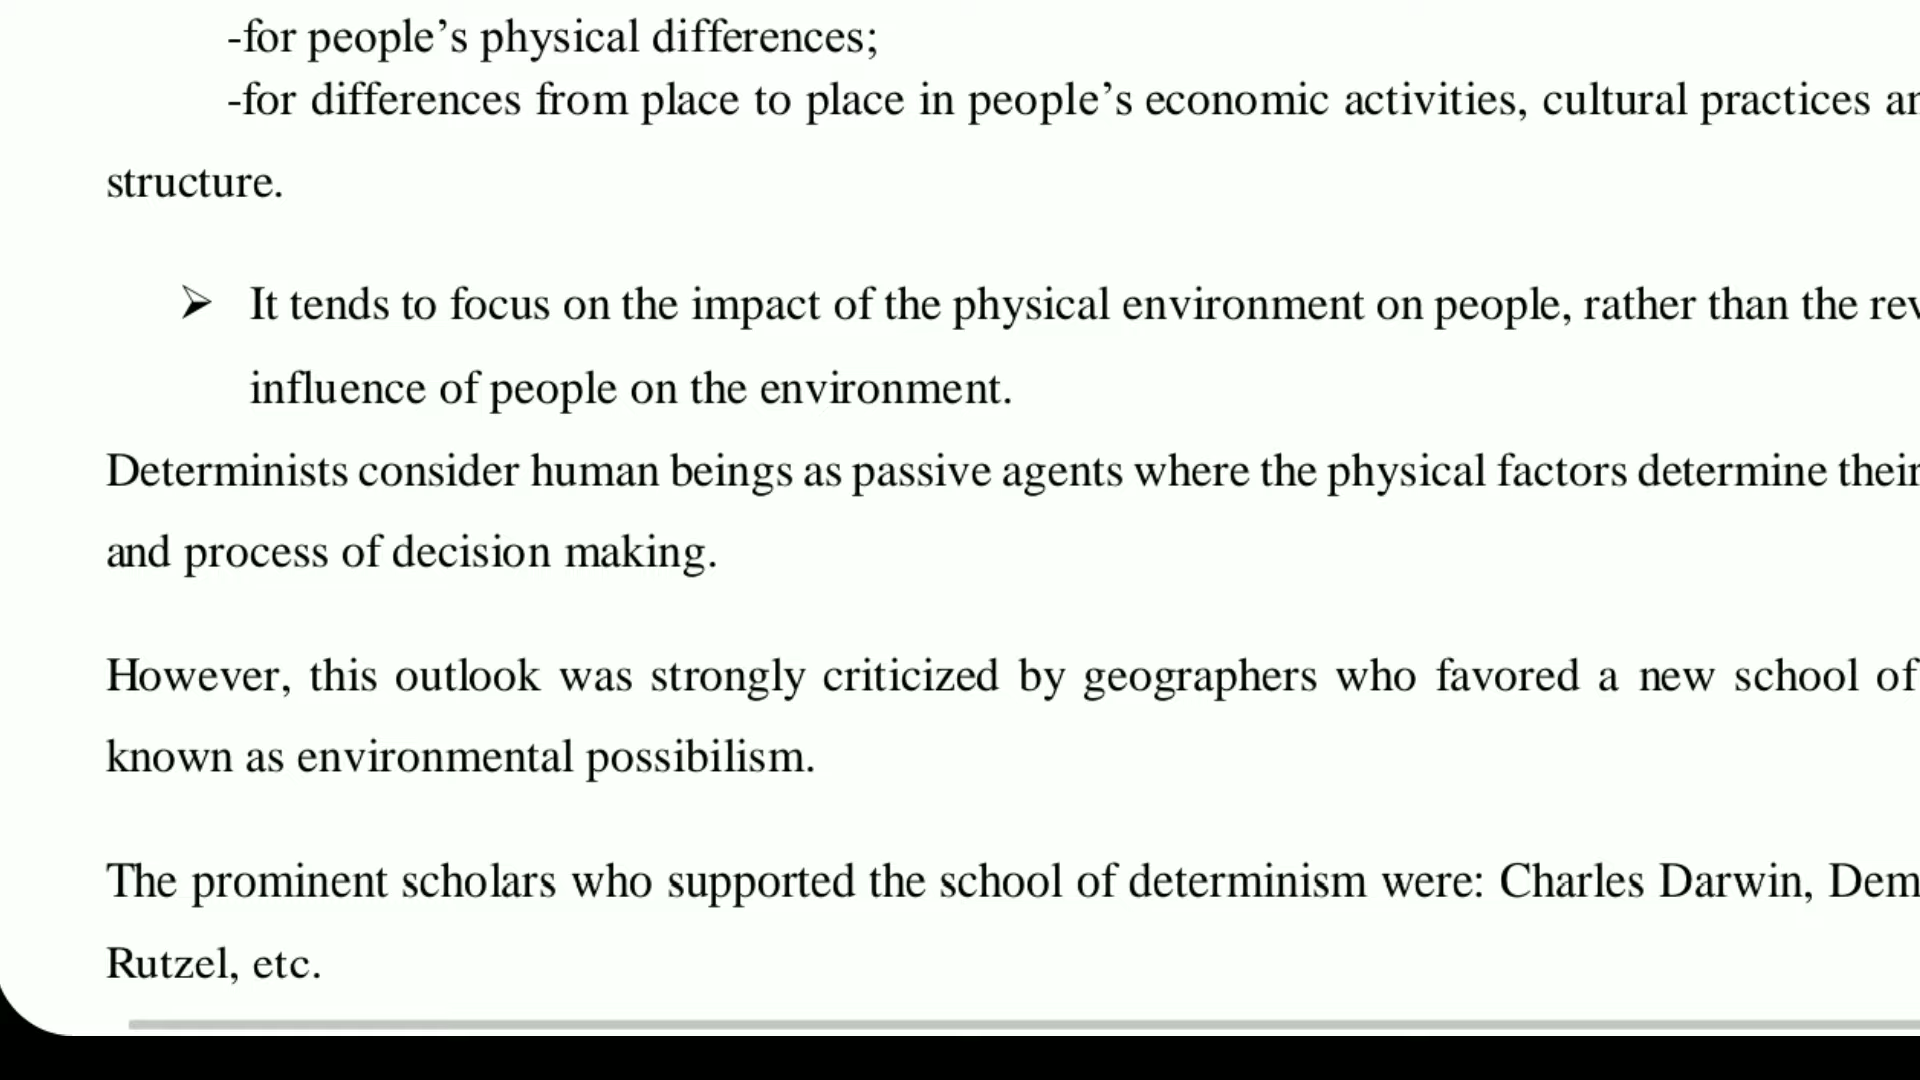 -for people’s physical differences;
-for differences from place to place in people’s economic activities, cultural practices
structure.
➢ It tends to focus on the impact of the physical environment on people, rather than the
influence of people on the environment.
Determinists consider human beings as passive agents where the physical factors determine their
and process of decision making.
However, this outlook was strongly criticized by geographers who favored a new school of
known as environmental possibilism.
The prominent scholars who supported the school of determinism were: Charles Darwin,
Rutzel, etc.